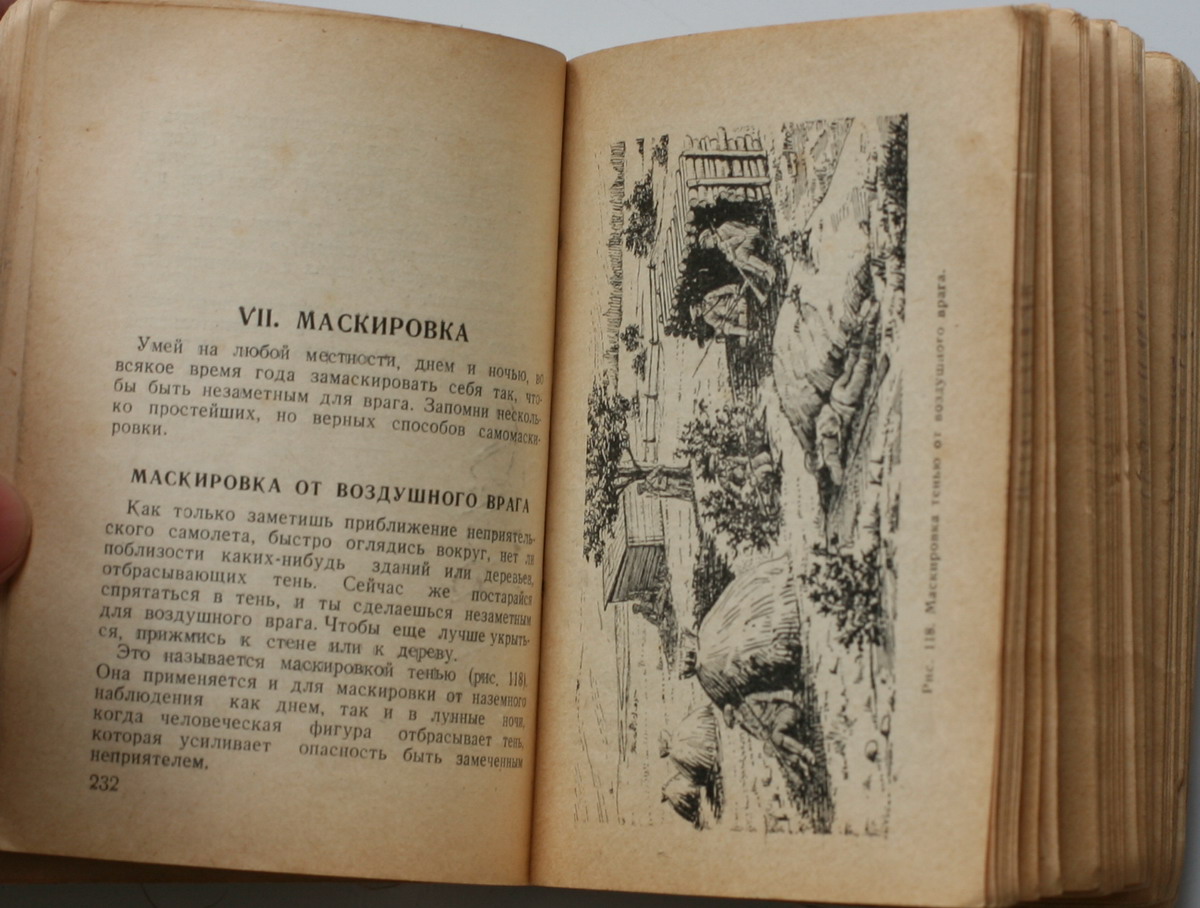 VII. МАСКИРОВКА
Умей на любой местности, днем и ночью, во
всякое время года замаскировать себя так, что-
бы быть незаметным для врага. Запомни несколь-
ко простейших, но верных способов самомаски-
ровки.
МАСКИРОВКА ОТ ВОЗДУШНОГО ВРАГА
Как только заметишь приближение неприятель-
ского самолета, быстро оглядись вокруг, нет ли
поблизости каких-нибудь зданий или деревьев,
отбрасывающих тень. Сейчас же постарайся
спрятаться в тень, и ты сделаешься незаметным
для воздушного врага. Чтобы еще лучше укрыть-
ся, прижмись к стене или к дереву.
Это называется маскировкой тенью (рис. 118).
Она применяется и для маскировки от наземного
наблюдения как днем, так и в лунные ночи,
когда человеческая фигура отбрасывает тень,
которая усиливает опасность быть замеченным
неприятелем.
232
Рис. 118. Маскировка тенью от воздушного врага.